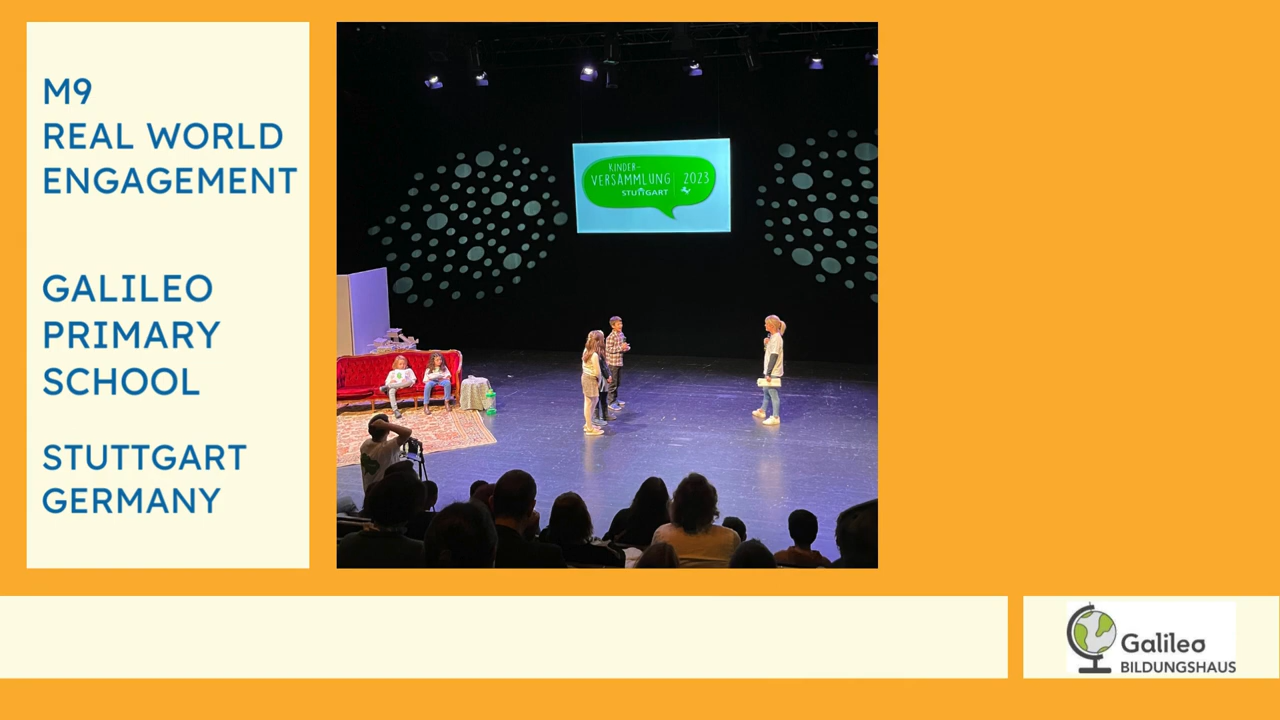 M9
REAL WORLD
ENGAGEMENT
GALILEO
PRIMARY
SCHOOL
STUTTGART
GERMANY
KINDER-
VERSAMMLUNG 2023
STUTTGART
Galileo
BILDUNGSHAUS